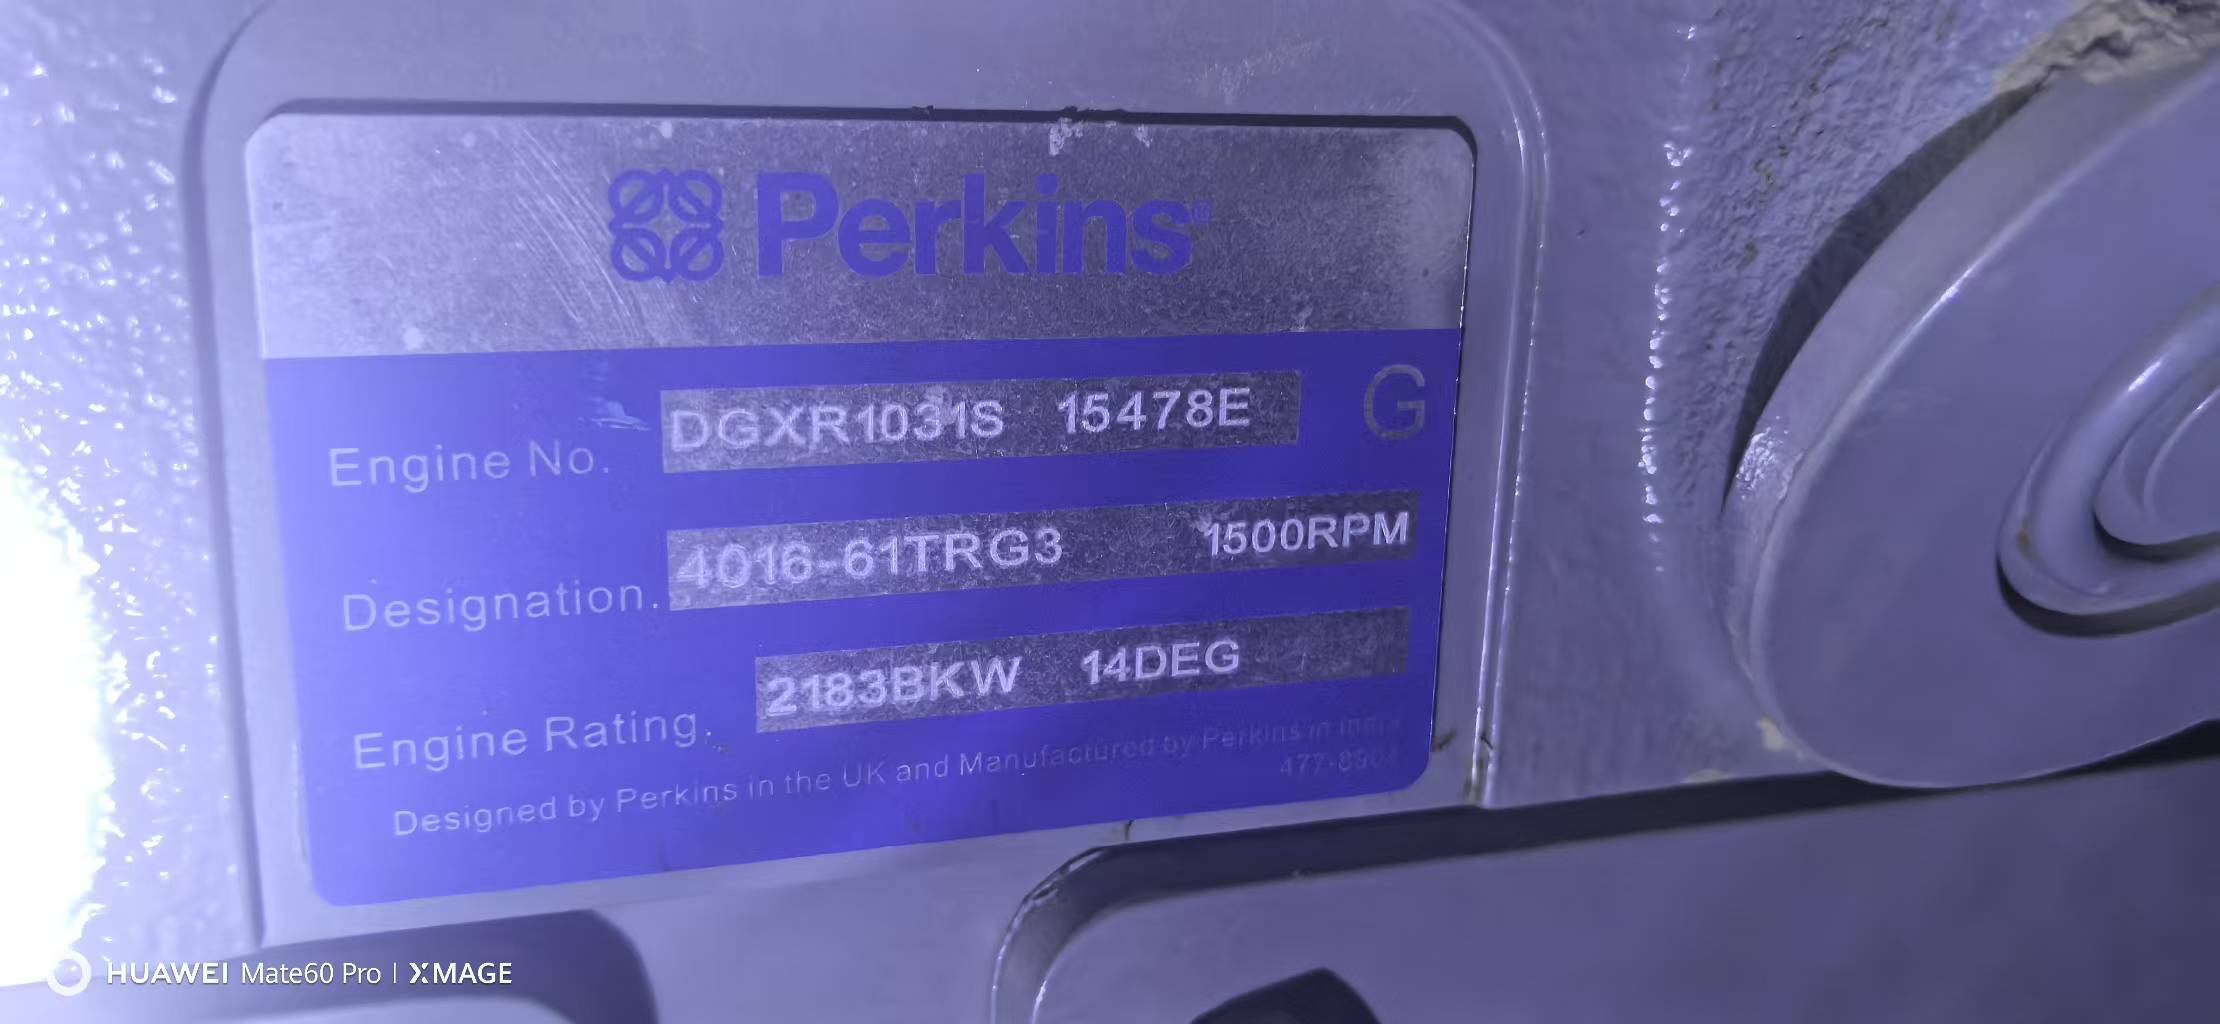 Perkins®
Engine No. DGXR1031S 15478E G
Designation. 4016-61TRG3 1500RPM
Engine Rating. 2183BKW 14DEG
Designed by Perkins in the UK and Manufactured by Perkins in India
HUAWEI Mate60 Pro | XMAGE